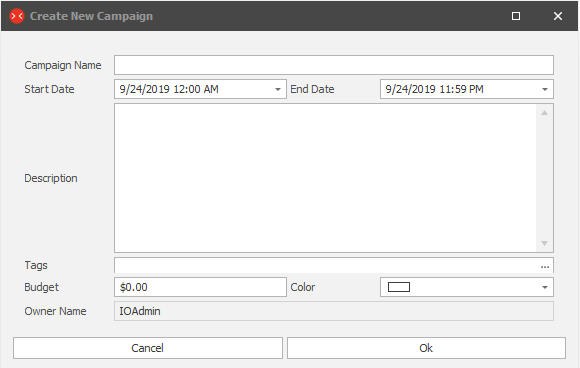 Create New Campaign
Campaign Name
Start Date 9/24/2019 12:00 AM End Date 9/24/2019 11:59 PM
Description
Tags ...
Budget $0.00 Color
Owner Name IOAdmin
Cancel Ok